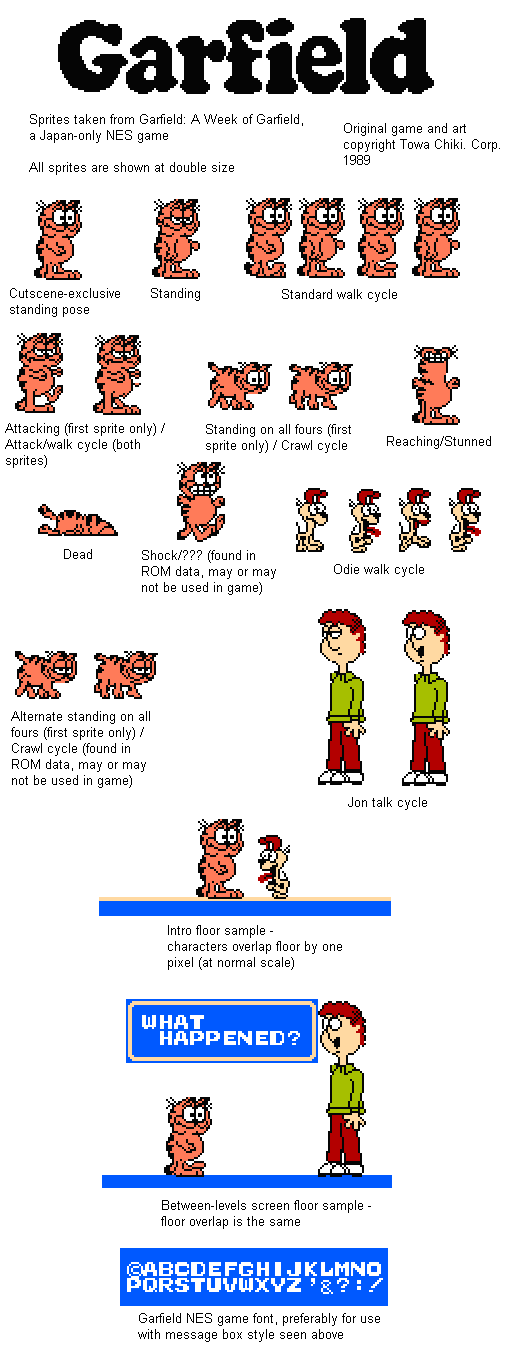 Garfield
Sprites taken from Garfield: A Week of Garfield,
a Japan-only NES game
All sprites are shown at double size
Original game and art
copyright Towa Chiki. Corp.
1989
Cutscene-exclusive
standing pose
Standing
Standard walk cycle
Attacking (first sprite only) /
Attack/walk cycle (both
sprites)
Standing on all fours (first
sprite only) / Crawl cycle
Reaching/Stunned
Dead
Shock/??? (found in
ROM data, may or may
not be used in game)
Odie walk cycle
Alternate standing on all
fours (first sprite only) /
Crawl cycle (found in
ROM data, may or may
not be used in game)
Jon talk cycle
Intro floor sample -
characters overlap floor by one
pixel (at normal scale)
WHAT
HAPPENED?
Between-levels screen floor sample -
floor overlap is the same
©ABCDEFGHIJKLMNO
PQRSTUVWXYZ '&?:/
Garfield NES game font, preferably for use
with message box style seen above